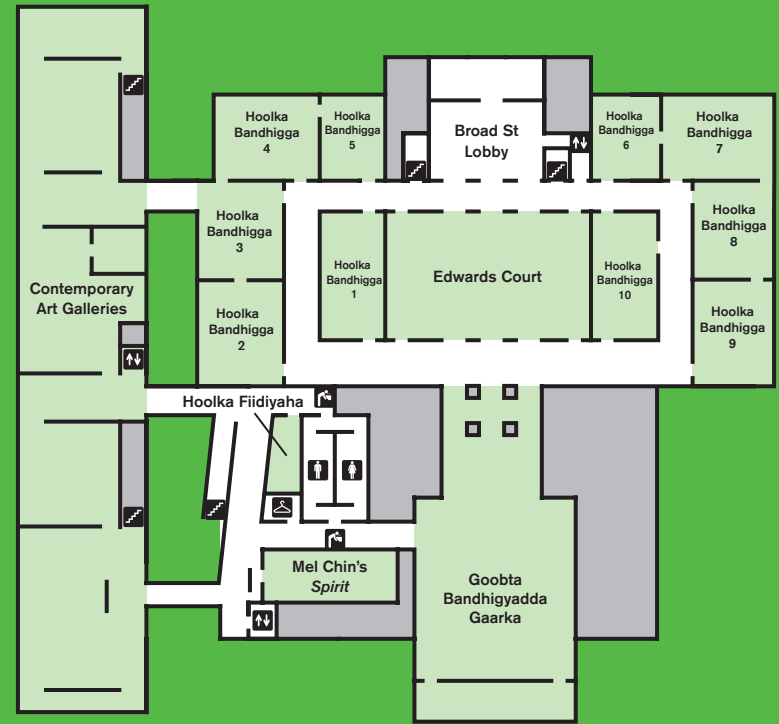 Hoolka
Bandhigga
4
Hoolka
Bandhigga
5
Broad St
Lobby
Hoolka
Bandhigga
6
Hoolka
Bandhigga
7
Hoolka
Bandhigga
3
Hoolka
Bandhigga
8
Contemporary
Art Galleries
Hoolka
Bandhigga
1
Edwards Court
Hoolka
Bandhigga
10
Hoolka
Bandhigga
2
Hoolka
Bandhigga
9
Hoolka Fiidiyaha
Mel Chin's
Spirit
Goobta
Bandhigyadda
Gaarka